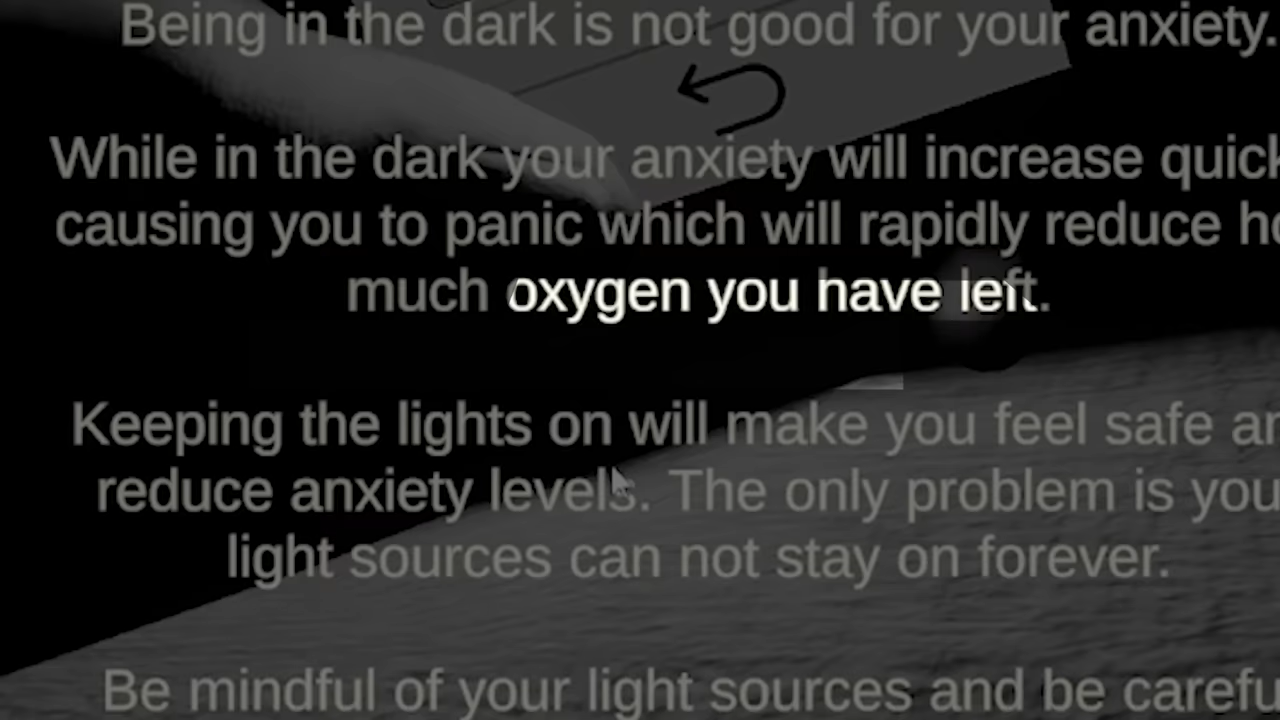 Being in the dark is not good for your anxiety.
While in the dark your anxiety will increase
causing you to panic which will rapidly reduce
much oxygen you have left.
Keeping the lights on will make you feel safe
reduce anxiety levels. The only problem is
light sources can not stay on forever.
Be mindful of your light sources and be